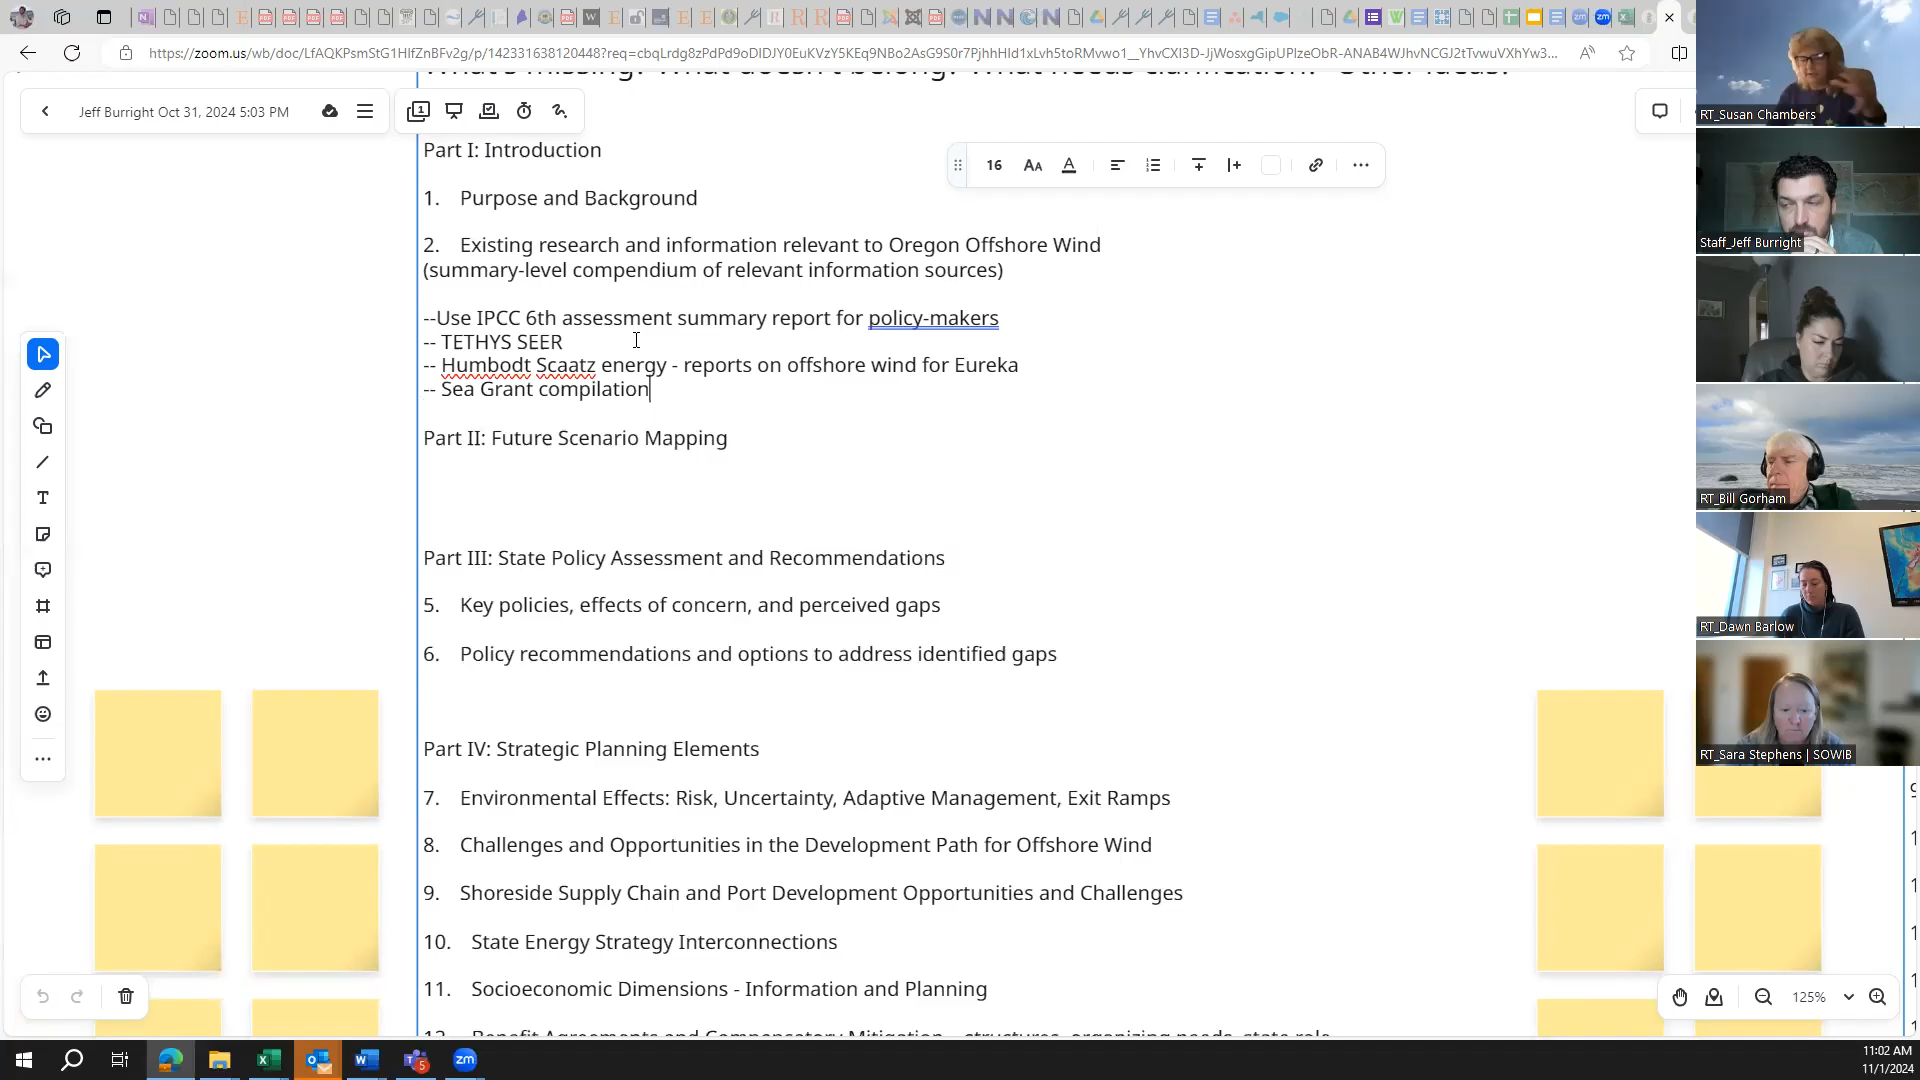 https://zoom.us/wb/doc/LfAQKPsmStG1HIfZnBFv2g/p/142331638120448?req=
Jeff Burright Oct 31, 2024 5:03 PM
16
Part I: Introduction
1. Purpose and Background
2. Existing research and information relevant to Oregon Offshore Wind
(summary-level compendium of relevant information sources)
--Use IPCC 6th assessment summary report for policy-makers
-- TETHYS SEER
-- Humbodt Scaatz energy - reports on offshore wind for Eureka
-- Sea Grant compilation
Part II: Future Scenario Mapping
Part III: State Policy Assessment and Recommendations
5. Key policies, effects of concern, and perceived gaps
6. Policy recommendations and options to address identified gaps
Part IV: Strategic Planning Elements
7. Environmental Effects: Risk, Uncertainty, Adaptive Management, Exit Ramps
8. Challenges and Opportunities in the Development Path for Offshore Wind
9. Shoreside Supply Chain and Port Development Opportunities and Challenges
10. State Energy Strategy Interconnections
11. Socioeconomic Dimensions - Information and Planning
RT_Susan Chambers
Staff_Jeff Burright
RT_Bill Gorham
RT_Dawn Barlow
RT_Sara Stephens | SOWIB
125%
11:02 AM
11/1/2024